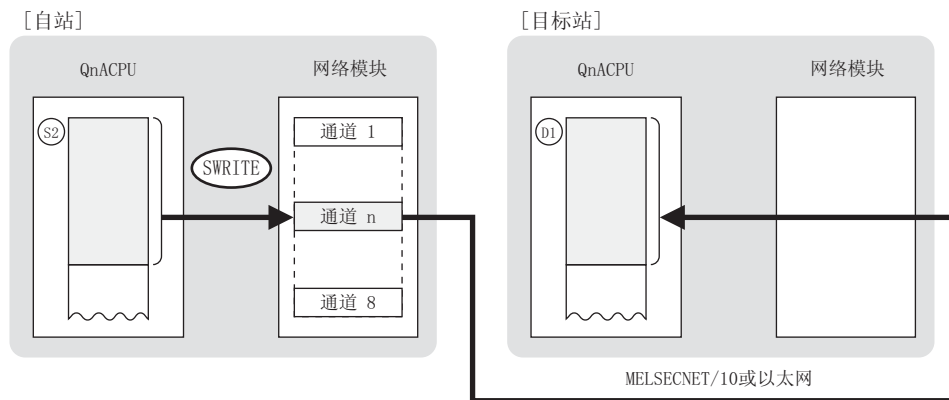 [自站]
QnACPU
网络模块
S2
通道 1
SWRITE
通道 n
通道 8
[目标站]
QnACPU
网络模块
D1
MELSECNET/10或以太网